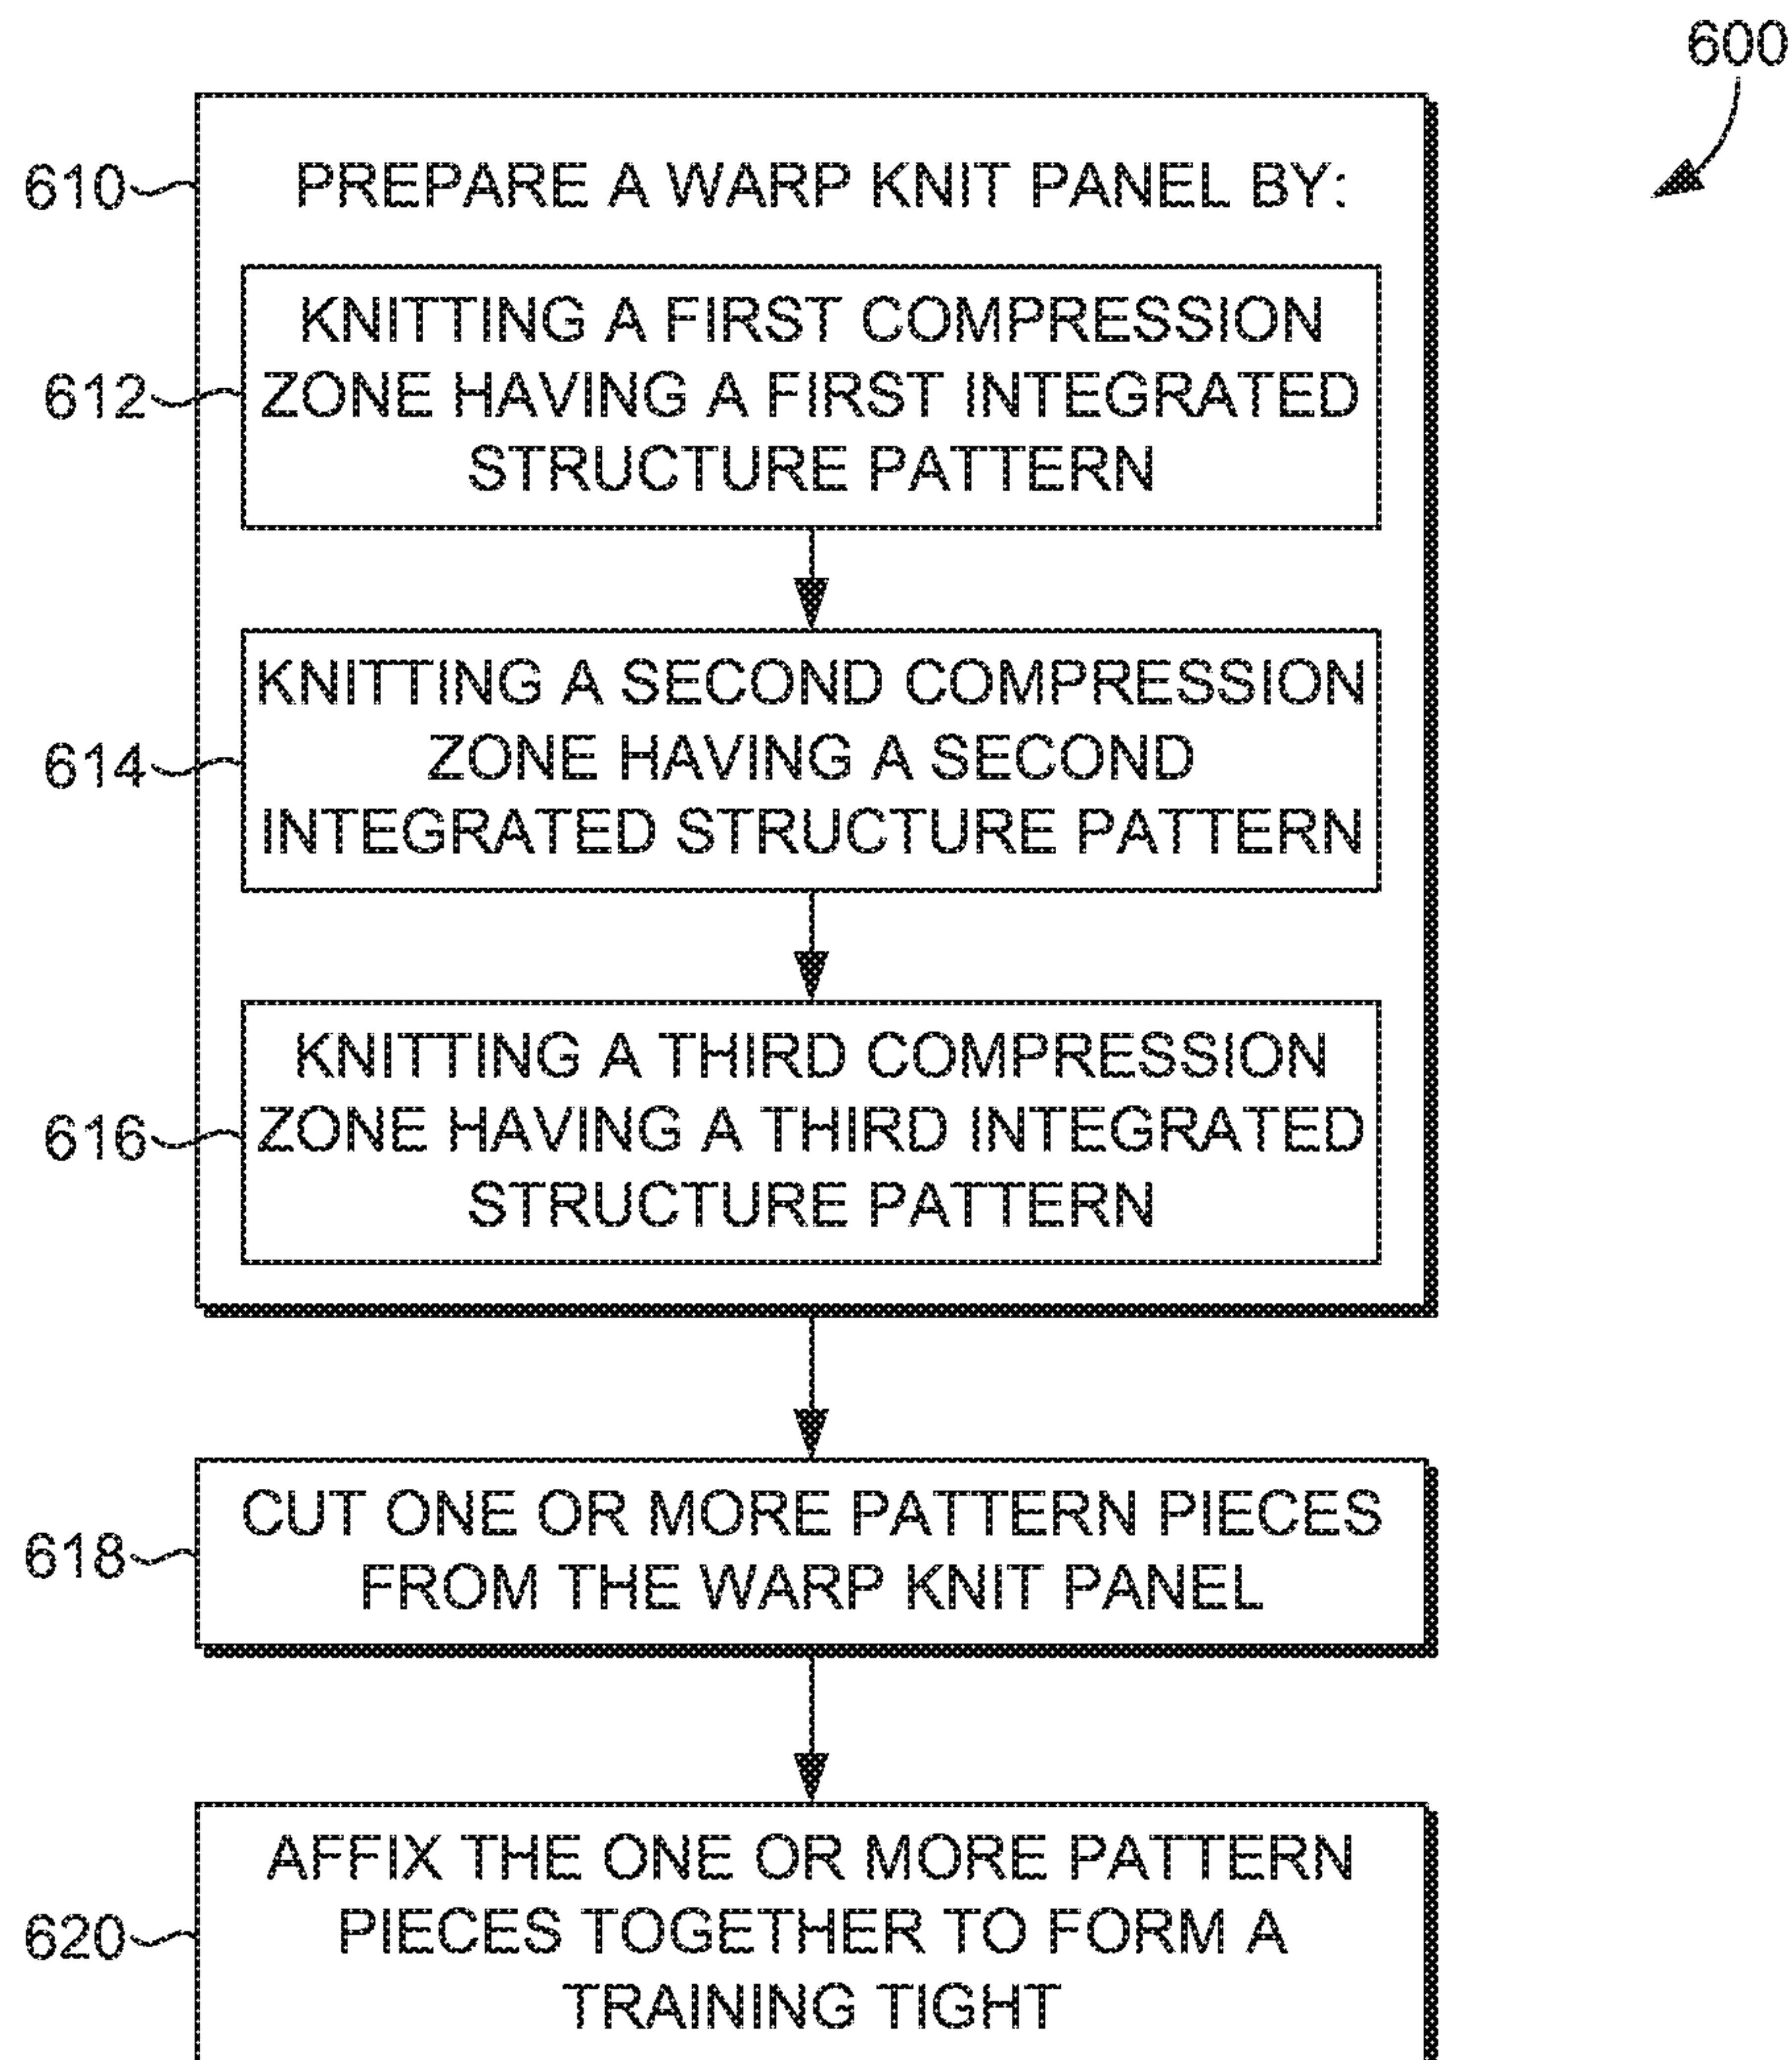 600
610
PREPARE A WARP KNIT PANEL BY:
612
KNITTING A FIRST COMPRESSION
ZONE HAVING A FIRST INTEGRATED
STRUCTURE PATTERN
614
KNITTING A SECOND COMPRESSION
ZONE HAVING A SECOND
INTEGRATED STRUCTURE PATTERN
616
KNITTING A THIRD COMPRESSION
ZONE HAVING A THIRD INTEGRATED
STRUCTURE PATTERN
618
CUT ONE OR MORE PATTERN PIECES
FROM THE WARP KNIT PANEL
620
AFFIX THE ONE OR MORE PATTERN
PIECES TOGETHER TO FORM A
TRAINING TIGHT